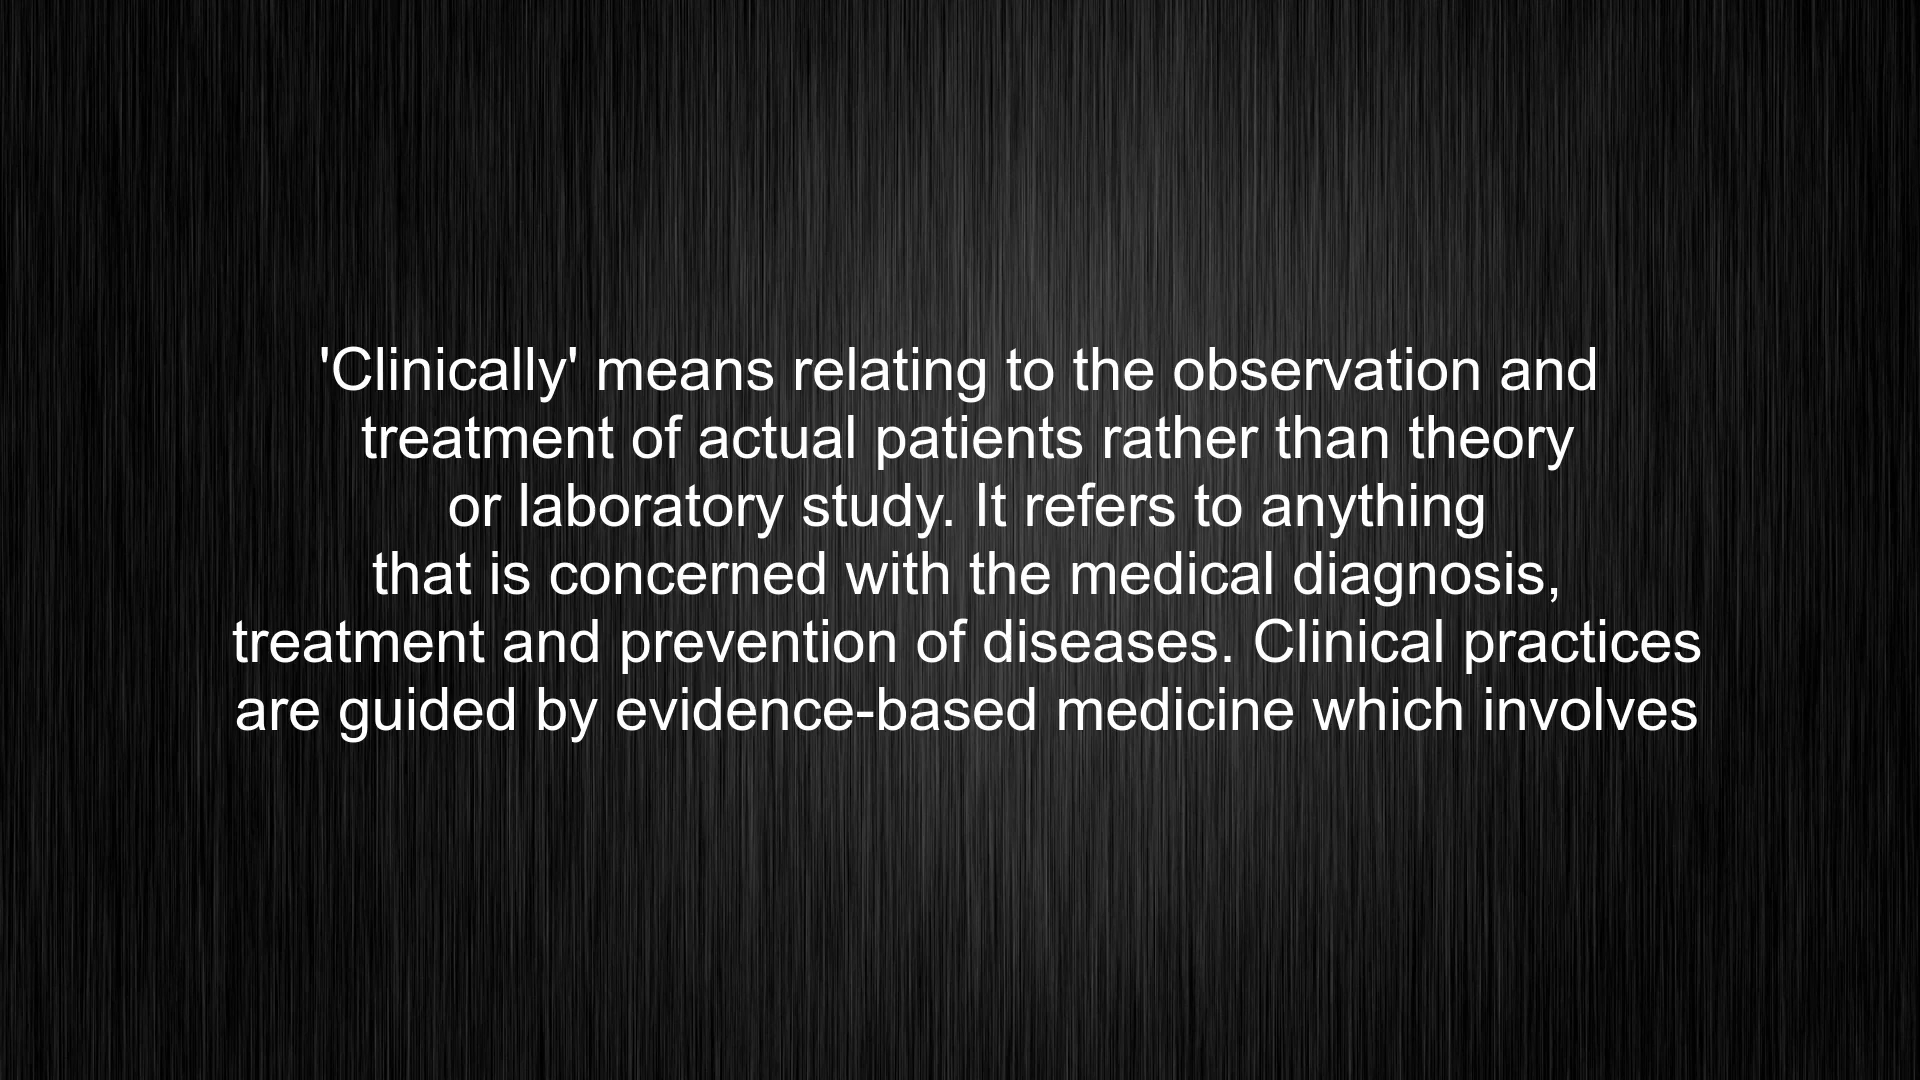 'Clinically' means relating to the observation and
treatment of actual patients rather than theory
or laboratory study. It refers to anything
that is concerned with the medical diagnosis,
treatment and prevention of diseases. Clinical practices
are guided by evidence-based medicine which involves